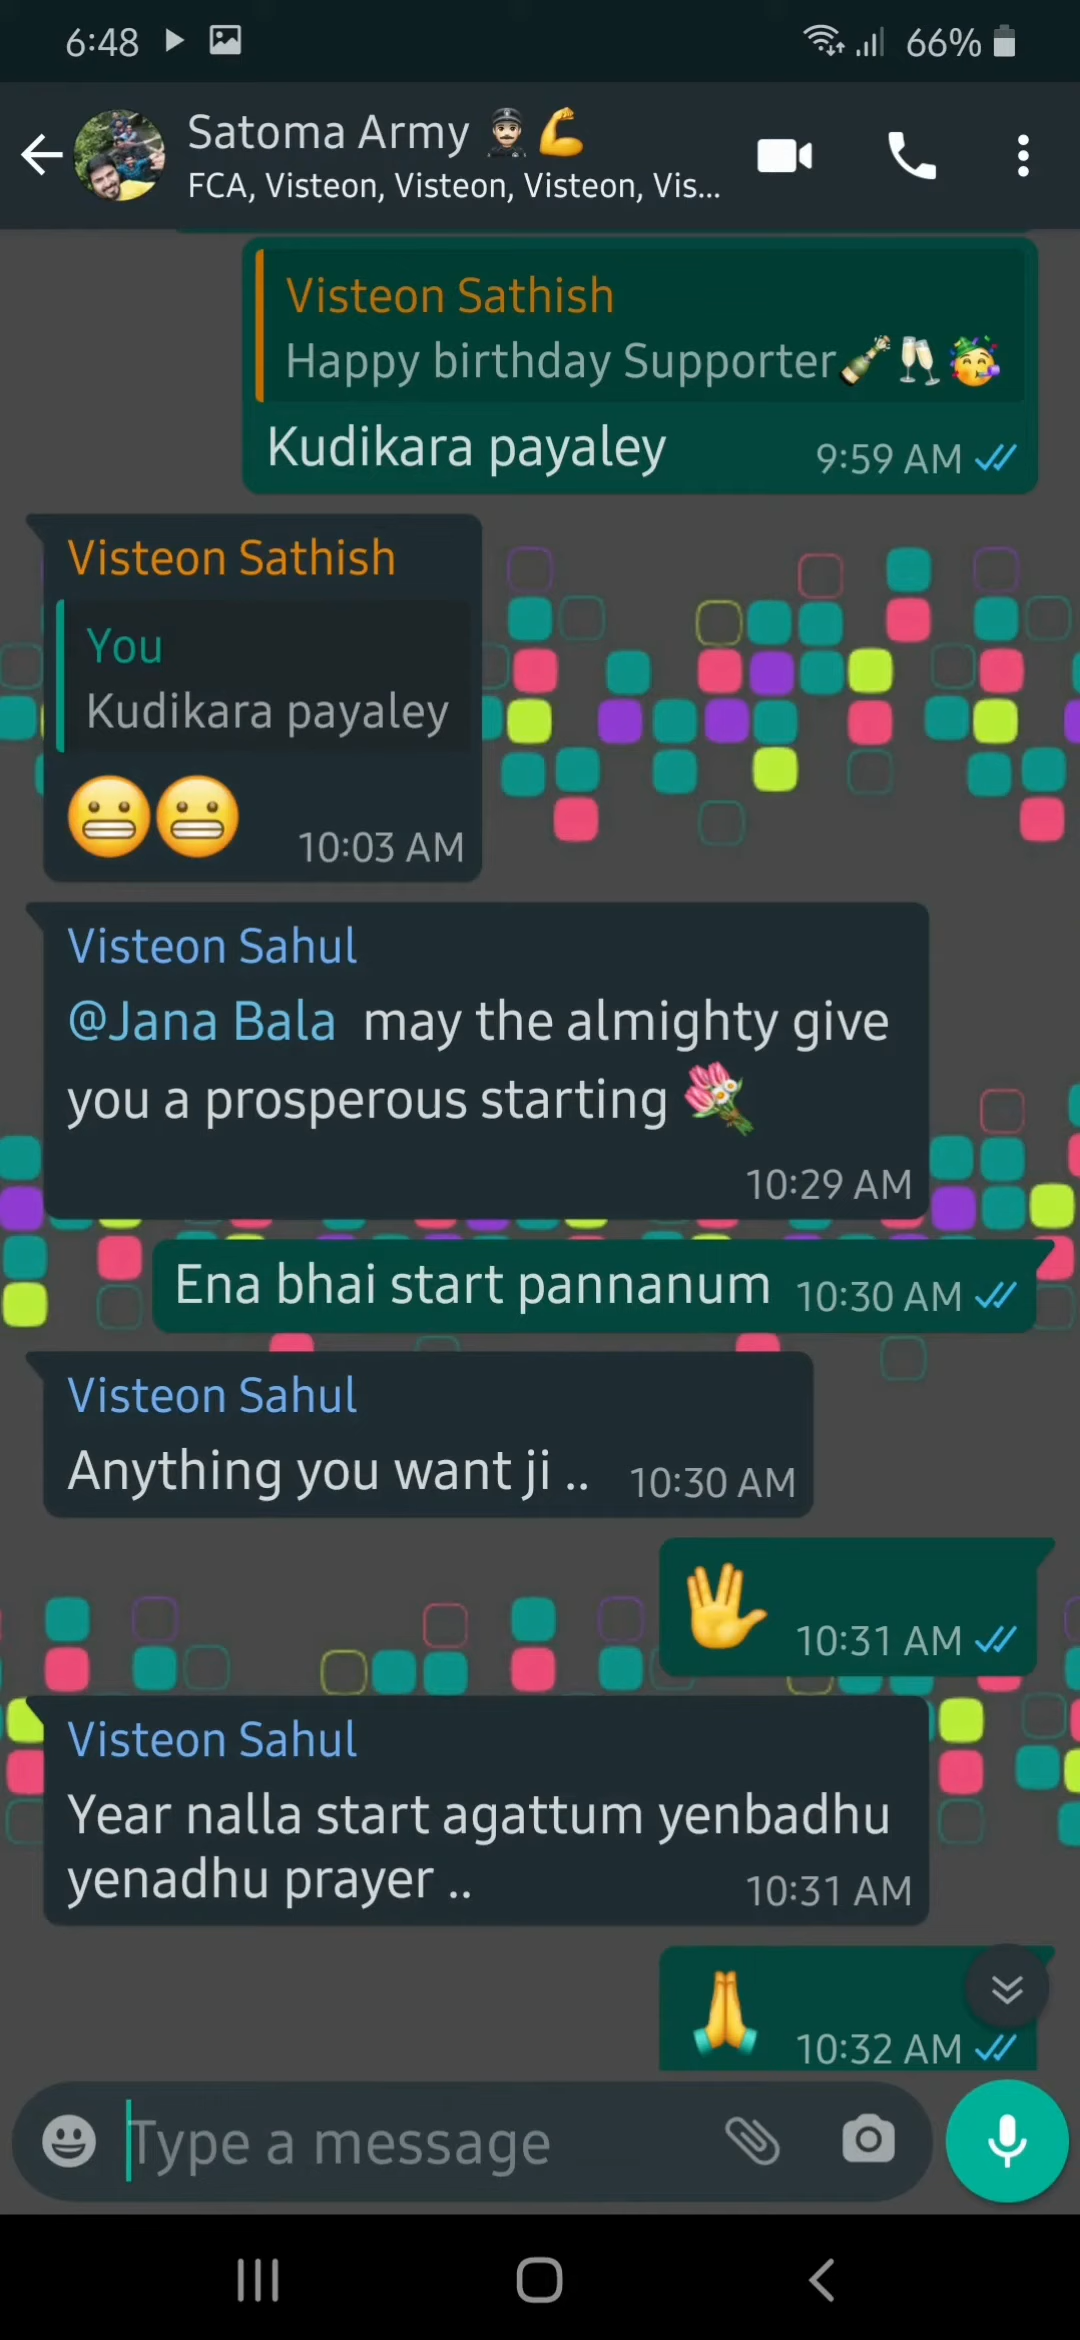 6:48 66%
Satoma Army 👮🏻‍♂️💪
FCA, Visteon, Visteon, Visteon, Vis...
Visteon Sathish
Happy birthday Supporter🍾🥂🥳
Kudikara payaley 9:59 AM
Visteon Sathish
You
Kudikara payaley
😬😬 10:03 AM
Visteon Sahul
@Jana Bala may the almighty give
you a prosperous starting 💐
10:29 AM
Ena bhai start pannanum 10:30 AM
Visteon Sahul
Anything you want ji .. 10:30 AM
🖖 10:31 AM
Visteon Sahul
Year nalla start agattum yenbadhu
yenadhu prayer .. 10:31 AM
🙏 10:32 AM
Type a message